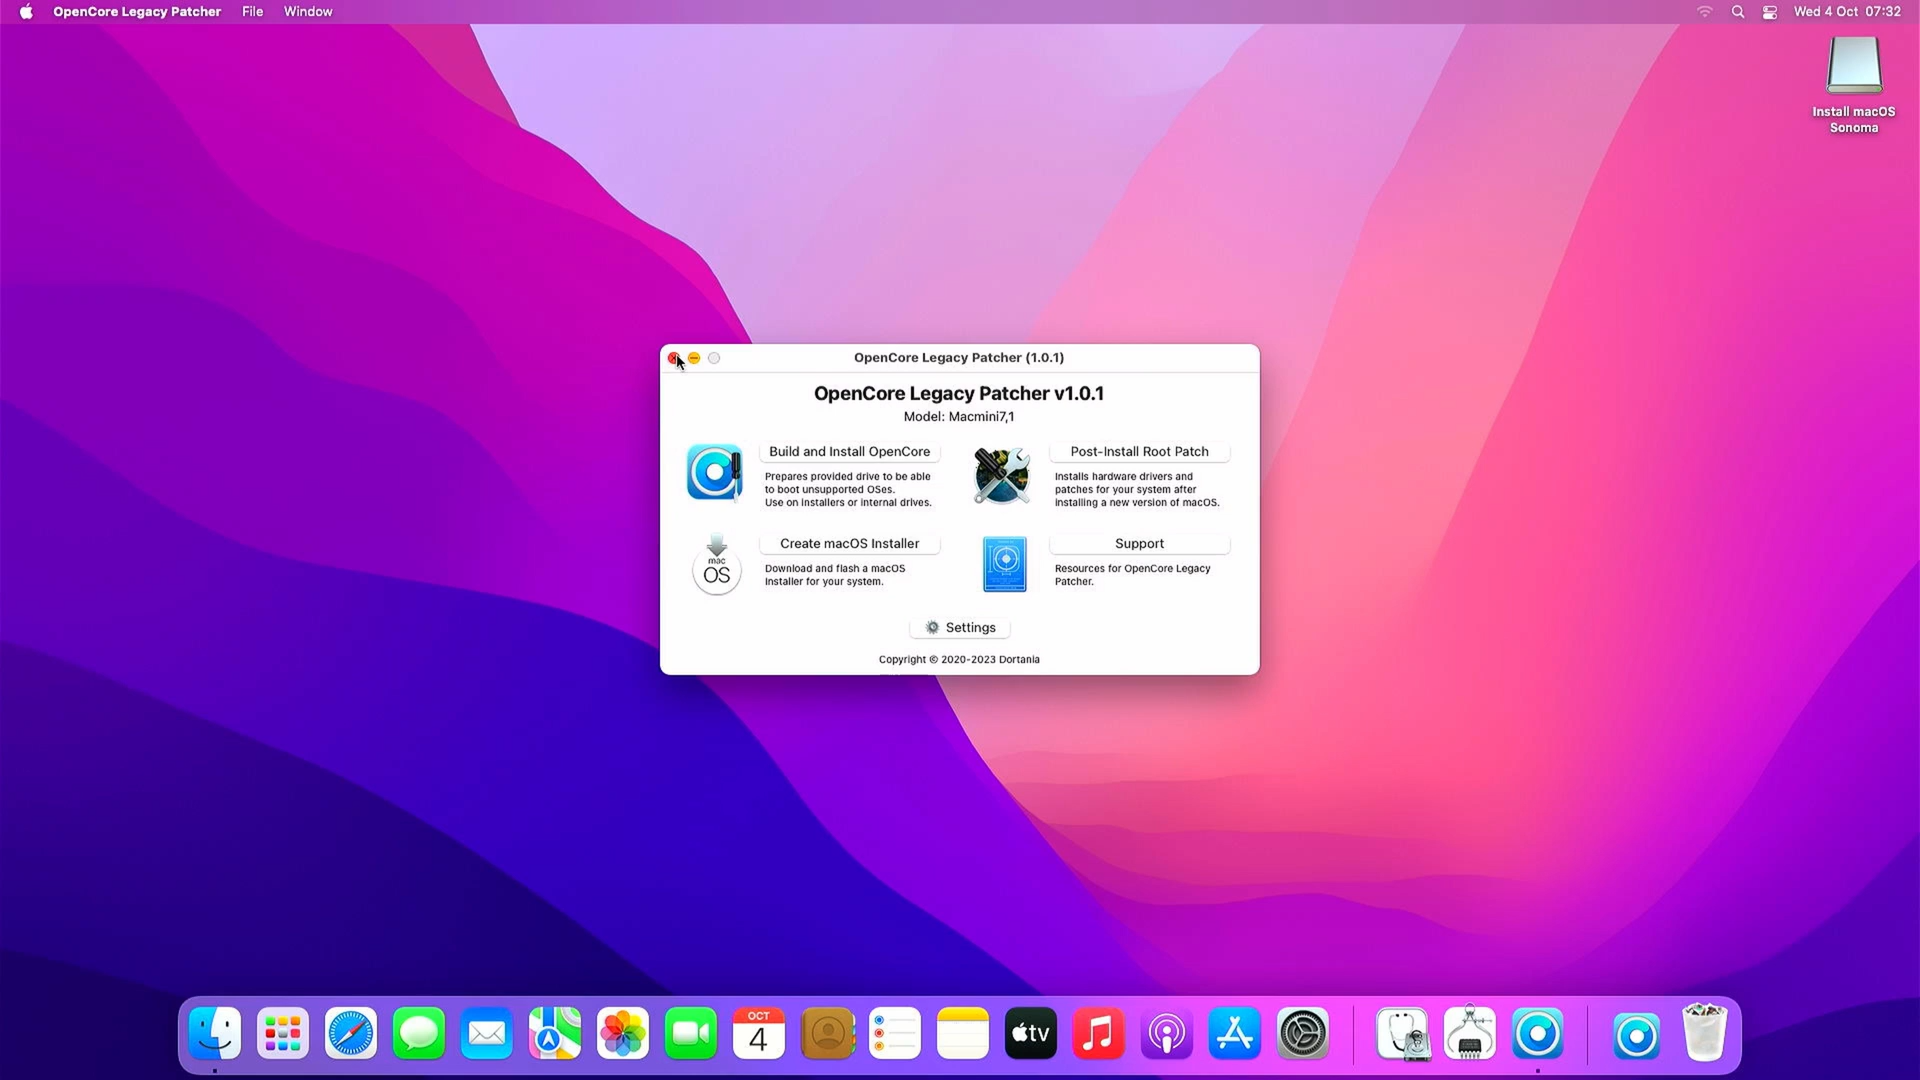 OpenCore Legacy Patcher File Window Wed 4 Oct 07:32
Install macOS
Sonoma
OpenCore Legacy Patcher (1.0.1)
OpenCore Legacy Patcher v1.0.1
Model: Macmini7,1
Build and Install OpenCore
Prepares provided drive to be able
to boot unsupported OSes.
Use on installers or internal drives.
Post-Install Root Patch
Installs hardware drivers and
patches for your system after
installing a new version of macOS.
mac
OS
Create macOS Installer
Download and flash a macOS
Installer for your system.
Support
Resources for OpenCore Legacy
Patcher.
Settings
Copyright © 2020-2023 Dortania
OCT
4
tv